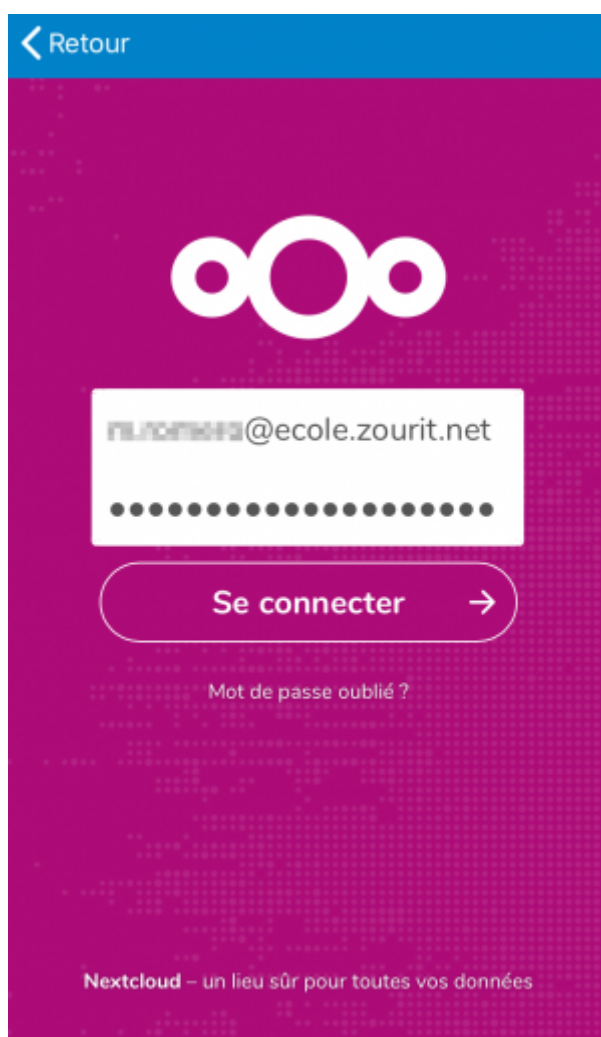 Retour
@ecole.zourit.net
••••••••••••••••••••
Se connecter →
Mot de passe oublié ?
Nextcloud – un lieu sûr pour toutes vos données